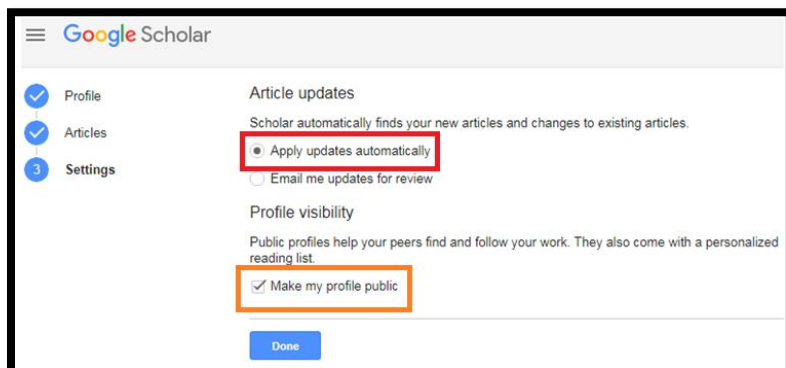 Google Scholar
Profile
Articles
3 Settings
Article updates
Scholar automatically finds your new articles and changes to existing articles.
Apply updates automatically
Email me updates for review
Profile visibility
Public profiles help your peers find and follow your work. They also come with a personalized
reading list.
Make my profile public
Done